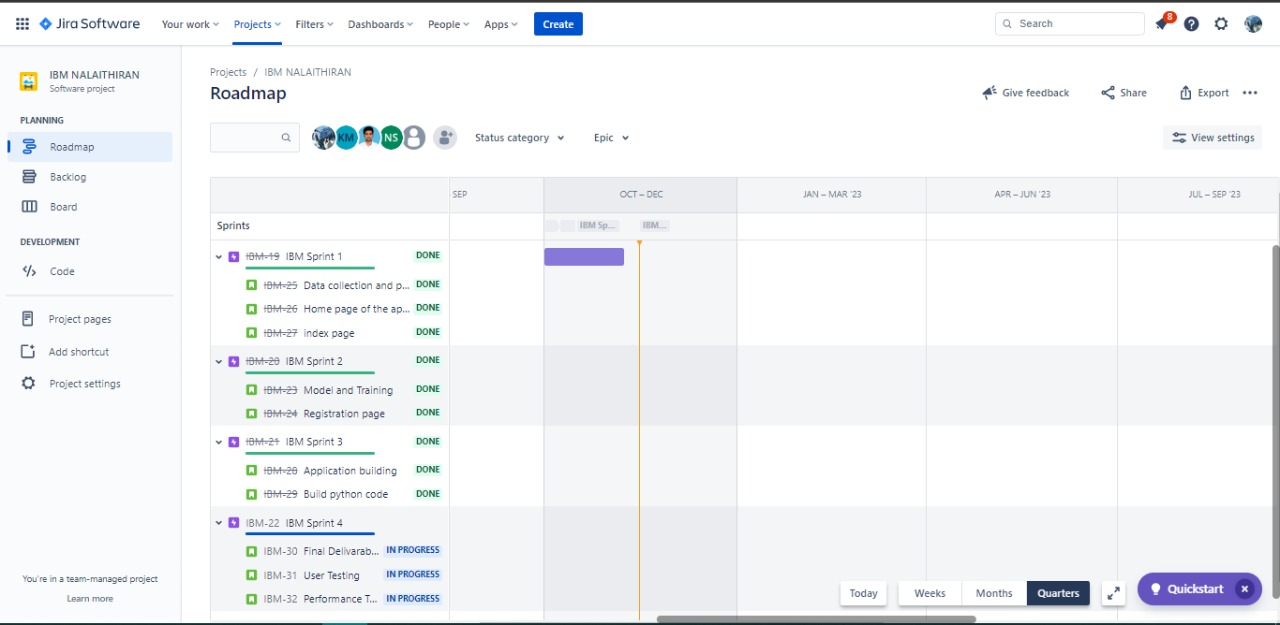 Jira Software Your work Projects Filters Dashboards People Apps Create Search 8
IBM NALAITHIRAN
Software project
PLANNING
Roadmap
Backlog
Board
DEVELOPMENT
Code
Project pages
Add shortcut
Project settings
You're in a team-managed project
Learn more
Projects / IBM NALAITHIRAN
Roadmap
Give feedback Share Export
KM NS Status category Epic View settings
SEP OCT – DEC JAN – MAR '23 APR – JUN '23 JUL – SEP '23
Sprints IBM Sp... IBM...
IBM-19 IBM Sprint 1 DONE
IBM-25 Data collection and p... DONE
IBM-26 Home page of the ap... DONE
IBM-27 index page DONE
IBM-20 IBM Sprint 2 DONE
IBM-23 Model and Training DONE
IBM-24 Registration page DONE
IBM-21 IBM Sprint 3 DONE
IBM-28 Application building DONE
IBM-29 Build python code DONE
IBM-22 IBM Sprint 4
IBM-30 Final Delivarab... IN PROGRESS
IBM-31 User Testing IN PROGRESS
IBM-32 Performance T... IN PROGRESS
Today Weeks Months Quarters Quickstart